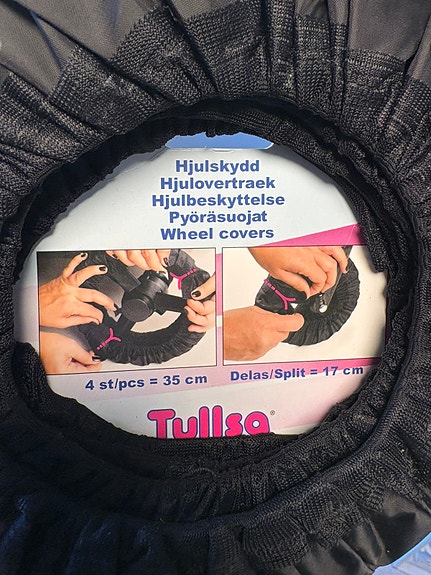 Hjulskydd
Hjulovertraek
Hjulbeskyttelse
Pyöräsuojat
Wheel covers
4 st/pcs = 35 cm
Delas/Split = 17 cm
Tullsa®